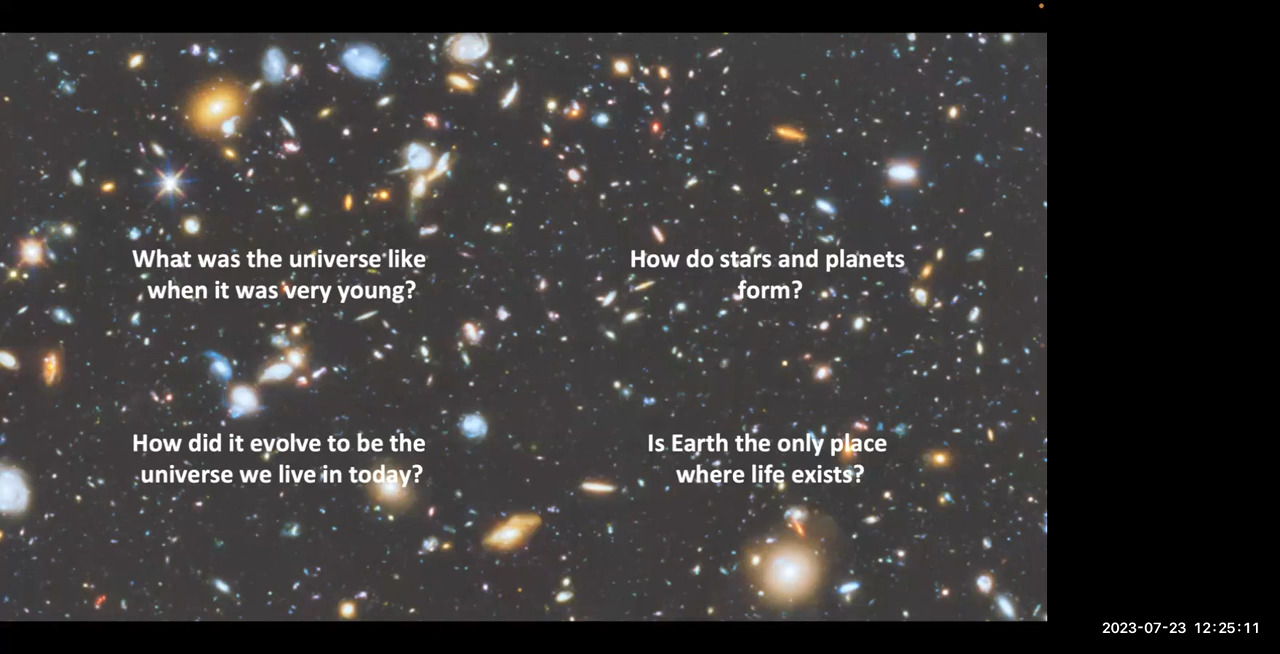 What was the universe like
when it was very young?
How do stars and planets
form?
How did it evolve to be the
universe we live in today?
Is Earth the only place
where life exists?
2023-07-23 12:25:11